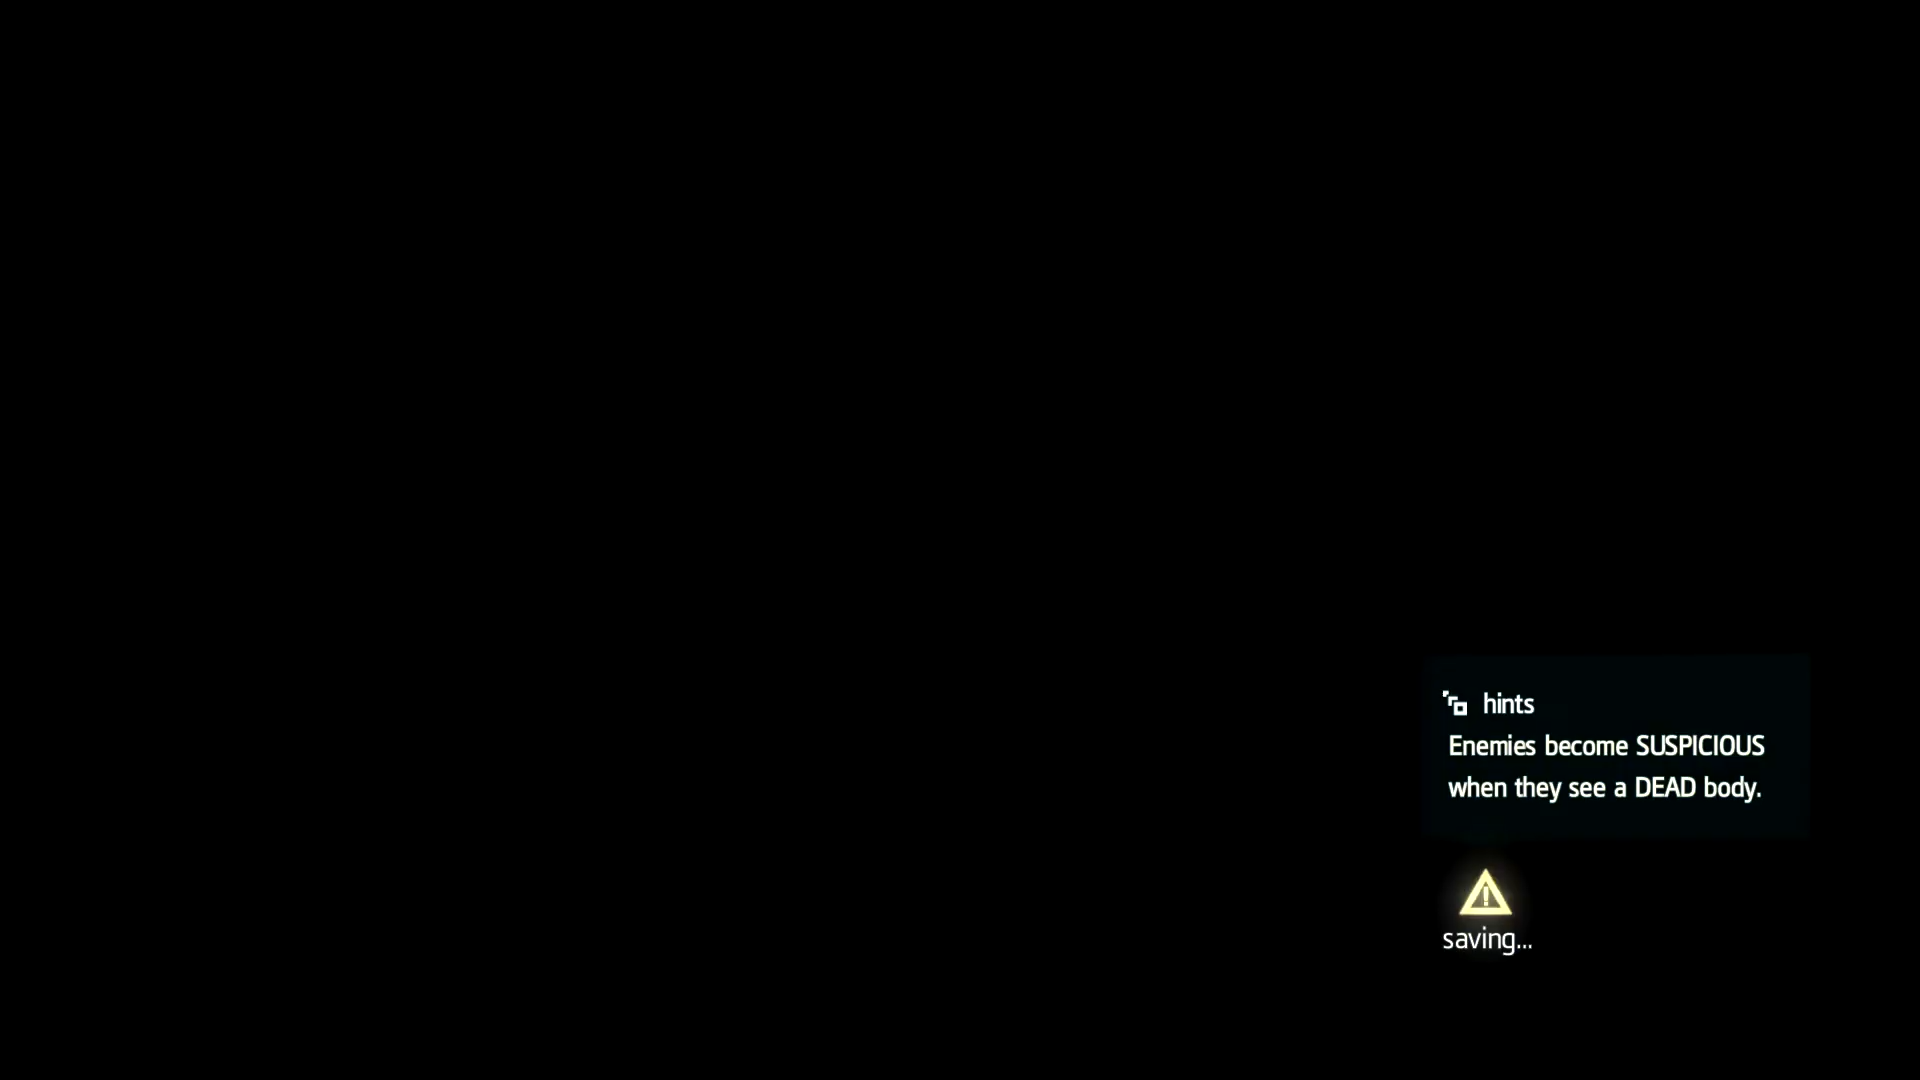 hints
Enemies become SUSPICIOUS
when they see a DEAD body.
saving...